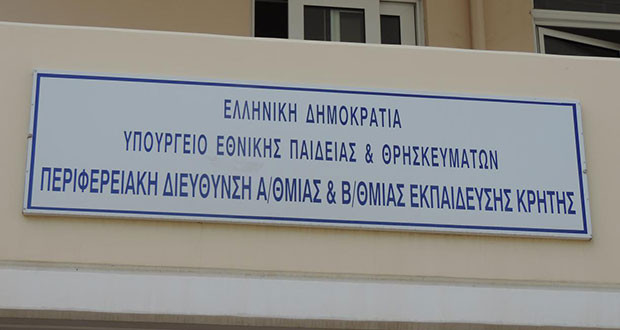 ΕΛΛΗΝΙΚΗ ΔΗΜΟΚΡΑΤΙΑ
ΥΠΟΥΡΓΕΙΟ ΕΘΝΙΚΗΣ ΠΑΙΔΕΙΑΣ & ΘΡΗΣΚΕΥΜΑΤΩΝ
ΠΕΡΙΦΕΡΕΙΑΚΗ ΔΙΕΥΘΥΝΣΗ Α/ΘΜΙΑΣ & Β/ΘΜΙΑΣ ΕΚΠΑΙΔΕΥΣΗΣ ΚΡΗΤΗΣ